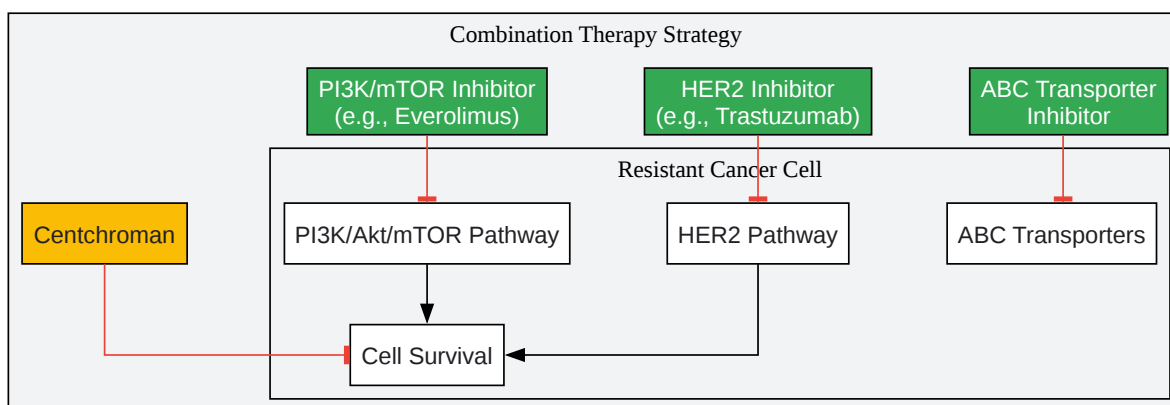 Combination Therapy Strategy
PI3K/mTOR Inhibitor
(e.g., Everolimus)
HER2 Inhibitor
(e.g., Trastuzumab)
ABC Transporter
Inhibitor
Resistant Cancer Cell
Centchroman
PI3K/Akt/mTOR Pathway
HER2 Pathway
ABC Transporters
Cell Survival